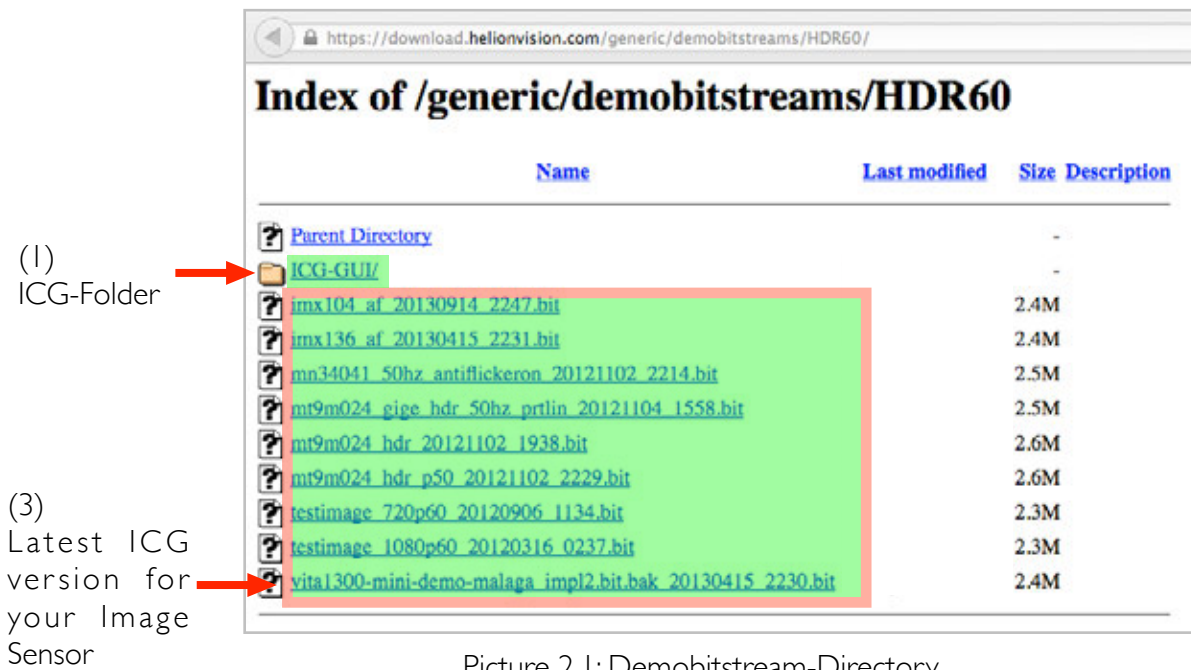 https://download.helionvision.com/generic/demobitstreams/HDR60/
Index of /generic/demobitstreams/HDR60
Name Last modified Size Description
Parent Directory -
(1)
ICG-Folder
ICG-GUI/ -
imx104_af_20130914_2247.bit 2.4M
imx136_af_20130415_2231.bit 2.4M
mn34041_50hz_antiflickeron_20121102_2214.bit 2.5M
mt9m024_gige_hdr_50hz_prtlin_20121104_1558.bit 2.5M
mt9m024_hdr_20121102_1938.bit 2.6M
mt9m024_hdr_p50_20121102_2229.bit 2.6M
testimage_720p60_20120906_1134.bit 2.3M
testimage_1080p60_20120316_0237.bit 2.3M
vita1300-mini-demo-malaga_impl2.bit.bak_20130415_2230.bit 2.4M
(3)
Latest ICG
version for
your Image
Sensor
Picture 2.1: Demobitstream-Directory